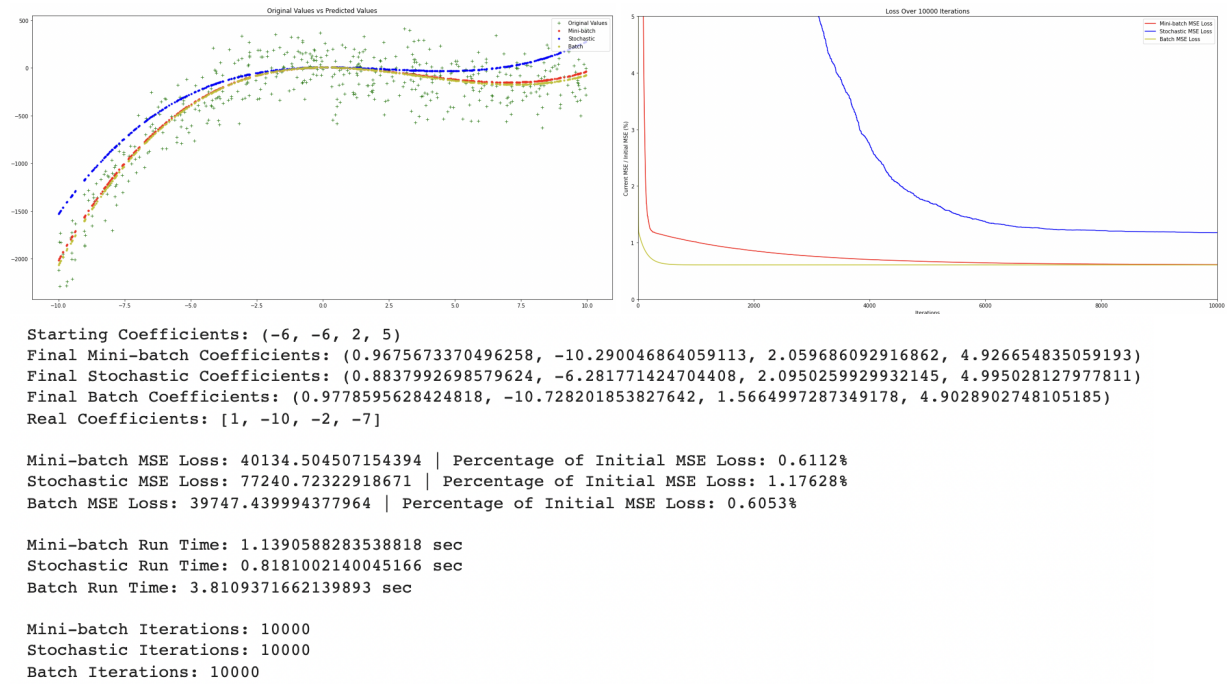 Original Values vs Predicted Values
500
0
−500
−1000
−1500
−2000
−10.0 −7.5 −5.0 −2.5 0.0 2.5 5.0 7.5 10.0
Original Values
Mini-batch
Stochastic
Batch
Loss Over 10000 Iterations
Current MSE / Initial MSE (%)
5
4
3
2
1
0
0 2000 4000 6000 8000 10000
Iterations
Mini-batch MSE Loss
Stochastic MSE Loss
Batch MSE Loss
Starting Coefficients: (-6, -6, 2, 5)
Final Mini-batch Coefficients: (0.9675673370496258, -10.290046864059113, 2.059686092916862, 4.926654835059193)
Final Stochastic Coefficients: (0.8837992698579624, -6.281771424704408, 2.0950259929932145, 4.995028127977811)
Final Batch Coefficients: (0.9778595628424818, -10.728201853827642, 1.5664997287349178, 4.9028902748105185)
Real Coefficients: [1, -10, -2, -7]
Mini-batch MSE Loss: 40134.504507154394 | Percentage of Initial MSE Loss: 0.6112%
Stochastic MSE Loss: 77240.72322918671 | Percentage of Initial MSE Loss: 1.17628%
Batch MSE Loss: 39747.439994377964 | Percentage of Initial MSE Loss: 0.6053%
Mini-batch Run Time: 1.1390588283538818 sec
Stochastic Run Time: 0.8181002140045166 sec
Batch Run Time: 3.8109371662139893 sec
Mini-batch Iterations: 10000
Stochastic Iterations: 10000
Batch Iterations: 10000